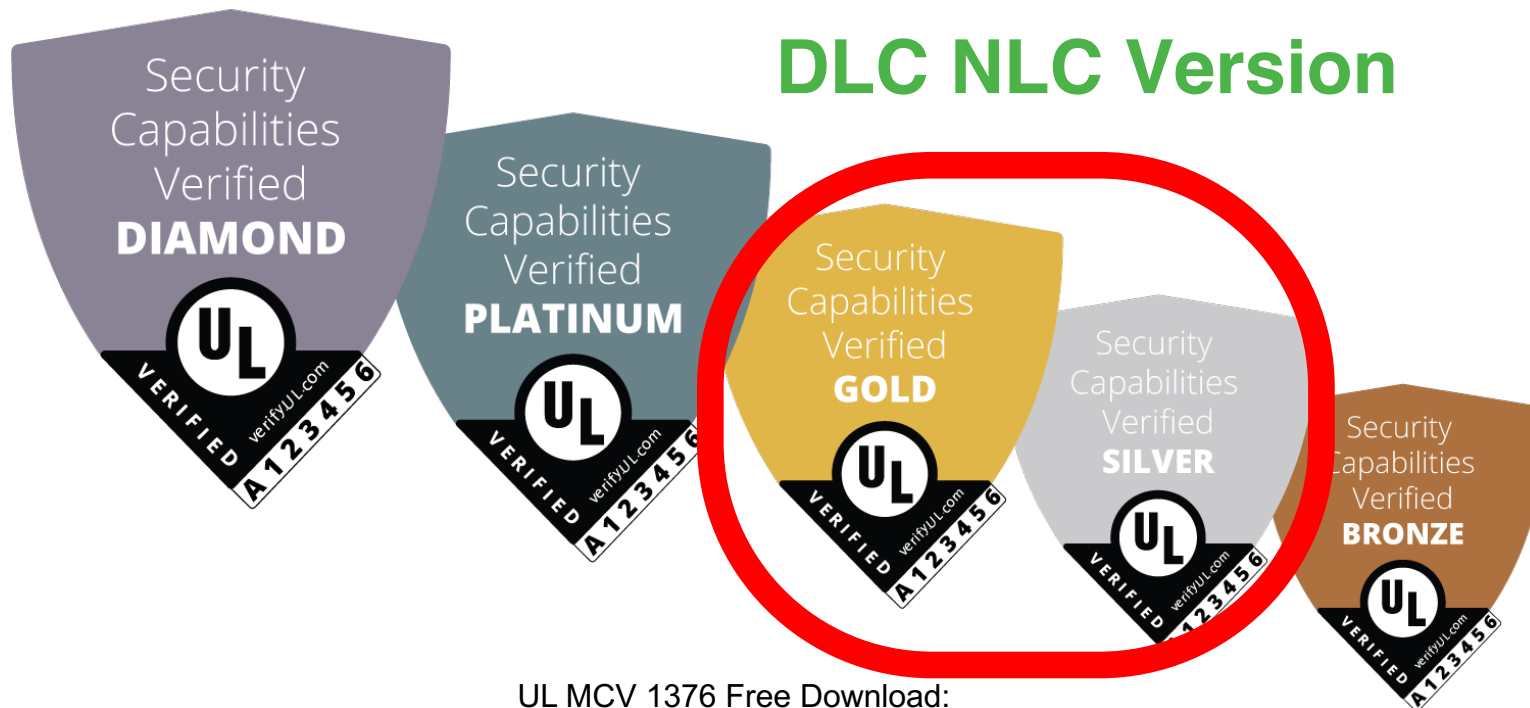 DLC NLC Version
Security
Capabilities
Verified
DIAMOND
UL
VERIFIED
verifyUL.com
A123456
Security
Capabilities
Verified
PLATINUM
UL
VERIFIED
verifyUL.com
A123456
Security
Capabilities
Verified
GOLD
UL
VERIFIED
verifyUL.com
A123456
Security
Capabilities
Verified
SILVER
UL
VERIFIED
verifyUL.com
A123456
Security
Capabilities
Verified
BRONZE
UL
VERIFIED
verifyUL.com
A123456
UL MCV 1376 Free Download: